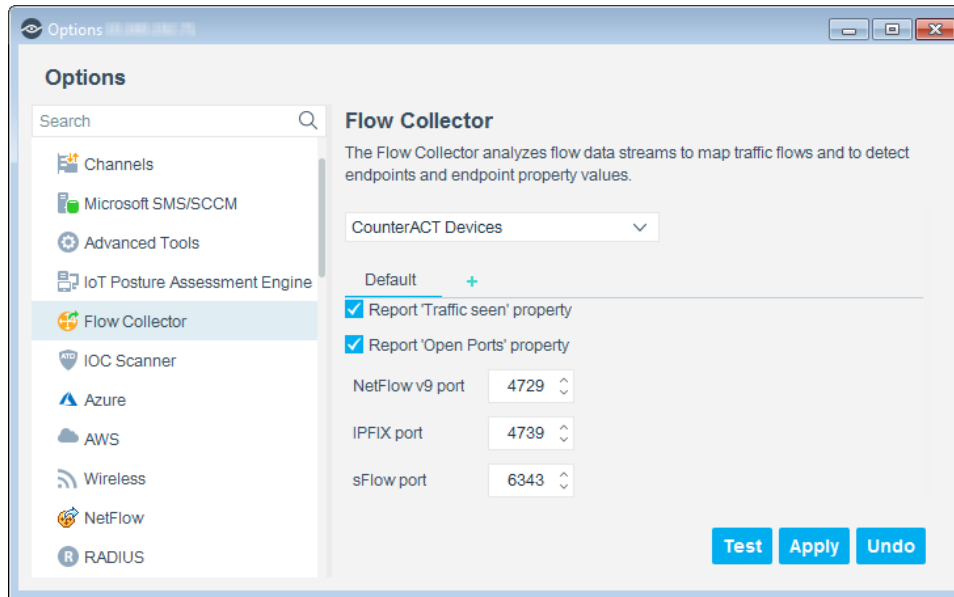 Options
Options
Search
Channels
Microsoft SMS/SCCM
Advanced Tools
IoT Posture Assessment Engine
Flow Collector
ATD
IOC Scanner
Azure
AWS
Wireless
NetFlow
R
RADIUS
Flow Collector
The Flow Collector analyzes flow data streams to map traffic flows and to detect
endpoints and endpoint property values.
CounterACT Devices
Default +
Report 'Traffic seen' property
Report 'Open Ports' property
NetFlow v9 port 4729
IPFIX port 4739
sFlow port 6343
Test Apply Undo